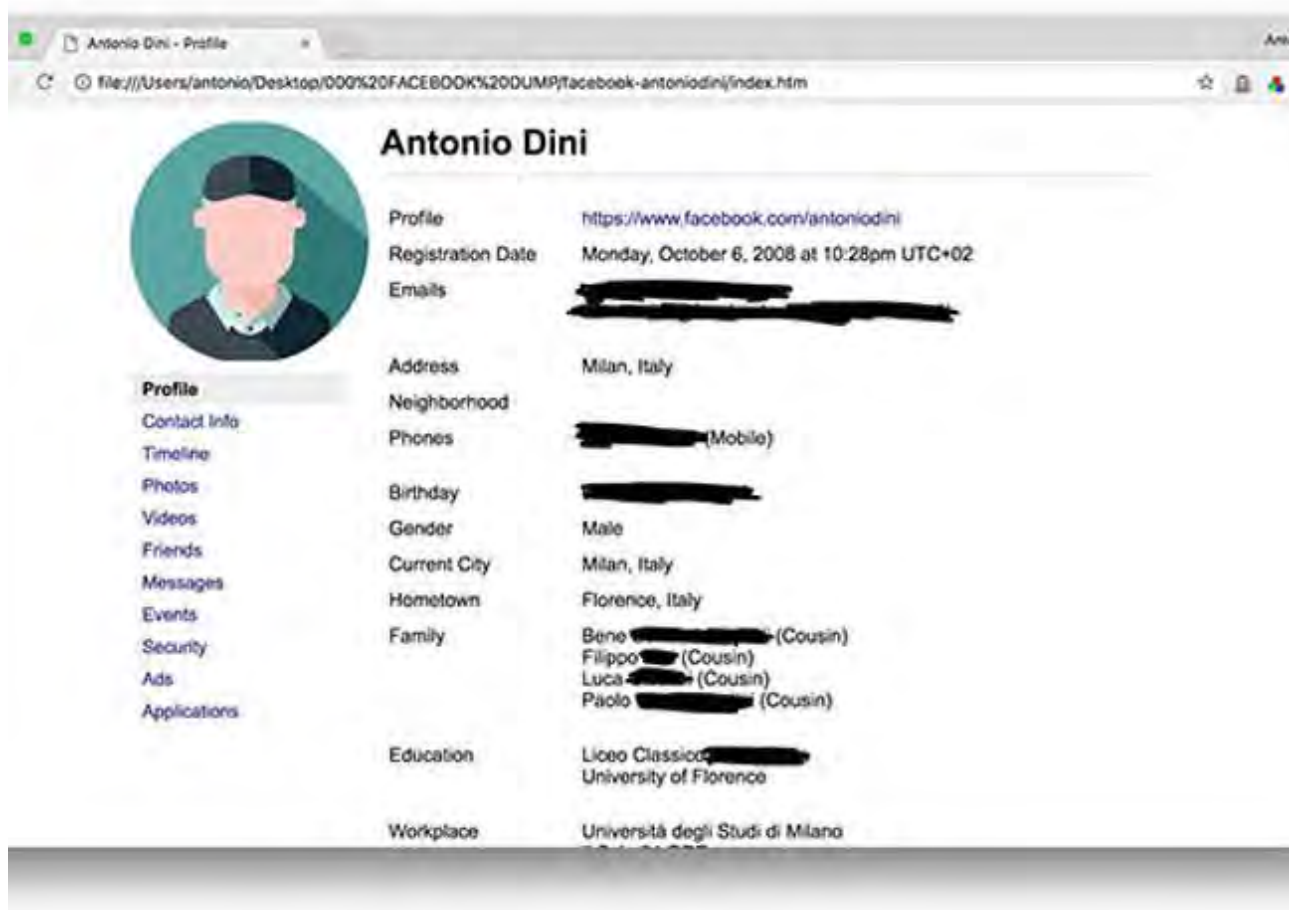 Antonio Dini - Profile
file:///Users/antonio/Desktop/000%20FACEBOOK%20DUMP/facebook-antoniodini/index.htm
Antonio Dini
Profile https://www.facebook.com/antoniodini
Registration Date Monday, October 6, 2008 at 10:28pm UTC+02
Emails
Address Milan, Italy
Neighborhood
Phones (Mobile)
Birthday
Gender Male
Current City Milan, Italy
Hometown Florence, Italy
Family Bene (Cousin)
Filippo (Cousin)
Luca (Cousin)
Paolo (Cousin)
Education Liceo Classico
University of Florence
Workplace Università degli Studi di Milano
Profile
Contact Info
Timeline
Photos
Videos
Friends
Messages
Events
Security
Ads
Applications